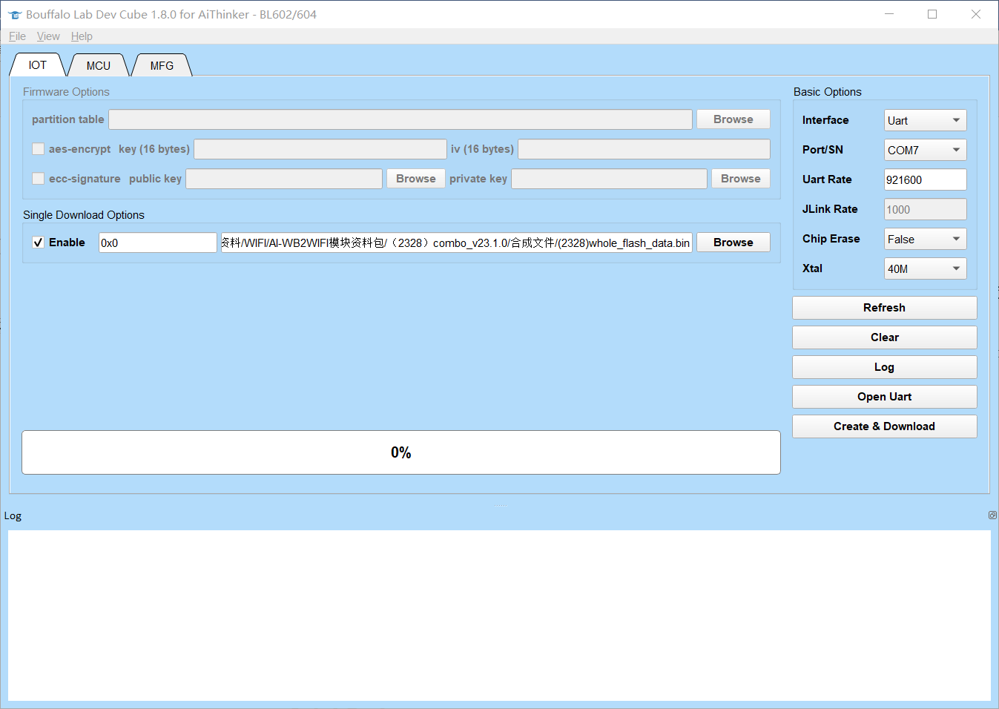 Bouffalo Lab Dev Cube 1.8.0 for AiThinker - BL602/604
File View Help
IOT MCU MFG
Firmware Options
partition table Browse
aes-encrypt key (16 bytes) iv (16 bytes)
ecc-signature public key Browse private key Browse
Single Download Options
Enable 0x0 资料/WIFI/AI-WB2WIFI模块资料包/（2328）combo_v23.1.0/合成文件/(2328)whole_flash_data.bin Browse
Basic Options
Interface Uart
Port/SN COM7
Uart Rate 921600
JLink Rate 1000
Chip Erase False
Xtal 40M
Refresh
Clear
Log
Open Uart
Create & Download
0%
Log